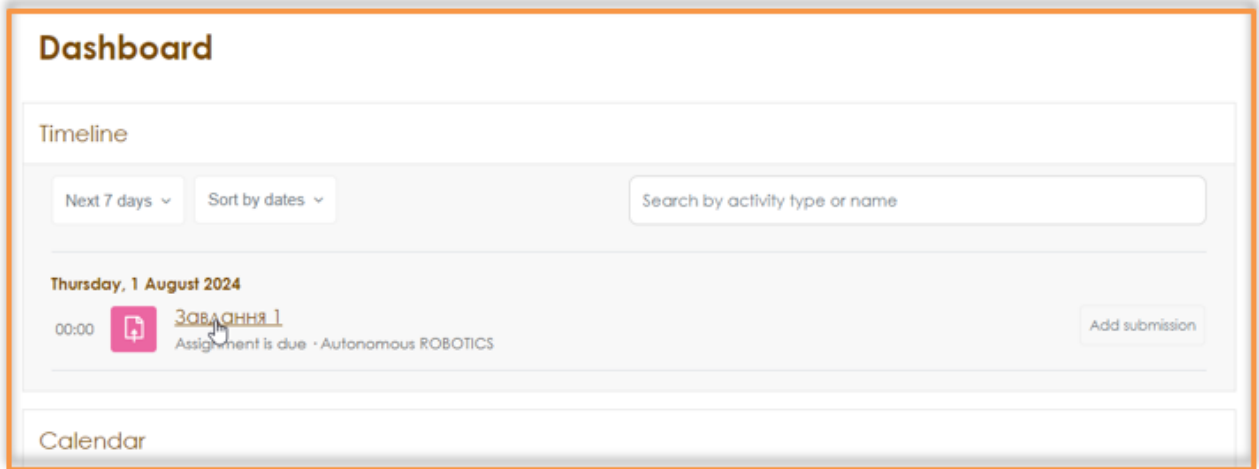 Dashboard
Timeline
Next 7 days Sort by dates Search by activity type or name
Thursday, 1 August 2024
00:00 Завдання 1 Add submission
Assignment is due · Autonomous ROBOTICS
Calendar